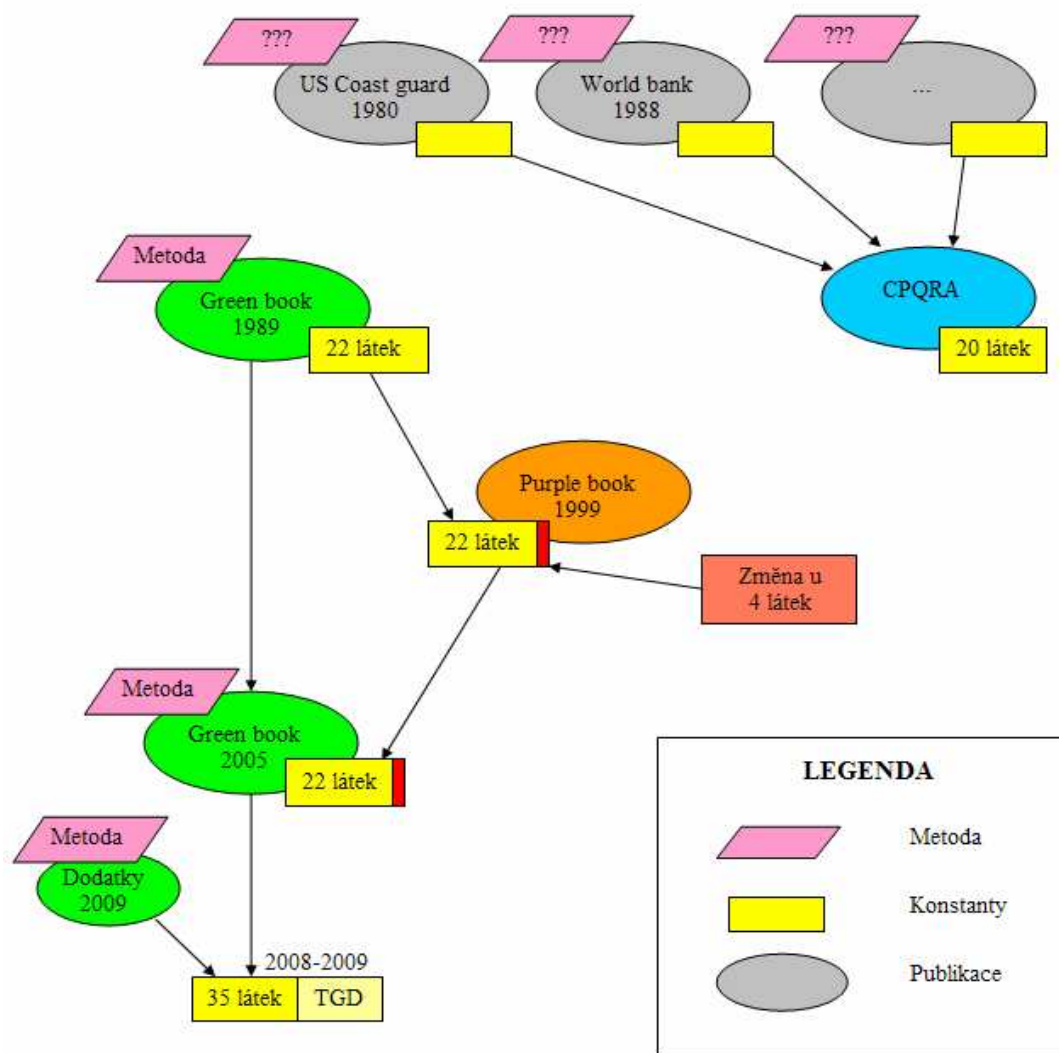 ???
???
???
US Coast guard
1980
World bank
1988
...
Metoda
Green book
1989
22 látek
CPQRA
20 látek
Purple book
1999
22 látek
Změna u
4 látek
Metoda
Green book
2005
22 látek
Metoda
Dodatky
2009
2008-2009
35 látek
TGD
LEGENDA
Metoda
Konstanty
Publikace